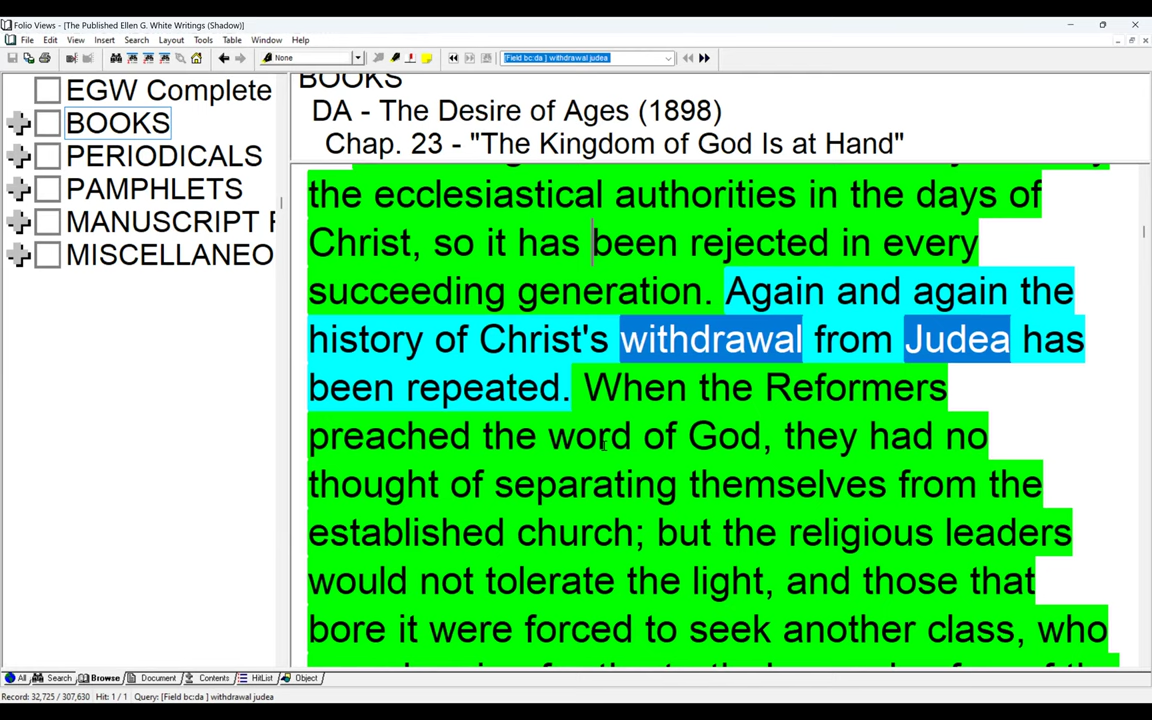 Folio Views - [The Published Ellen G. White Writings (Shadow)]
File Edit View Insert Search Layout Tools Table Window Help
None
[Field bc:da ] withdrawal judea
EGW Complete
BOOKS
PERIODICALS
PAMPHLETS
MANUSCRIPT
MISCELLANEO
BOOKS
DA - The Desire of Ages (1898)
Chap. 23 - "The Kingdom of God Is at Hand"
the ecclesiastical authorities in the days of
Christ, so it has been rejected in every
succeeding generation. Again and again the
history of Christ's withdrawal from Judea has
been repeated. When the Reformers
preached the word of God, they had no
thought of separating themselves from the
established church; but the religious leaders
would not tolerate the light, and those that
bore it were forced to seek another class, who
All Search Browse Document Contents HitList Object
Record: 32,725 / 307,630 Hit: 1 / 1 Query: [Field bc:da ] withdrawal judea